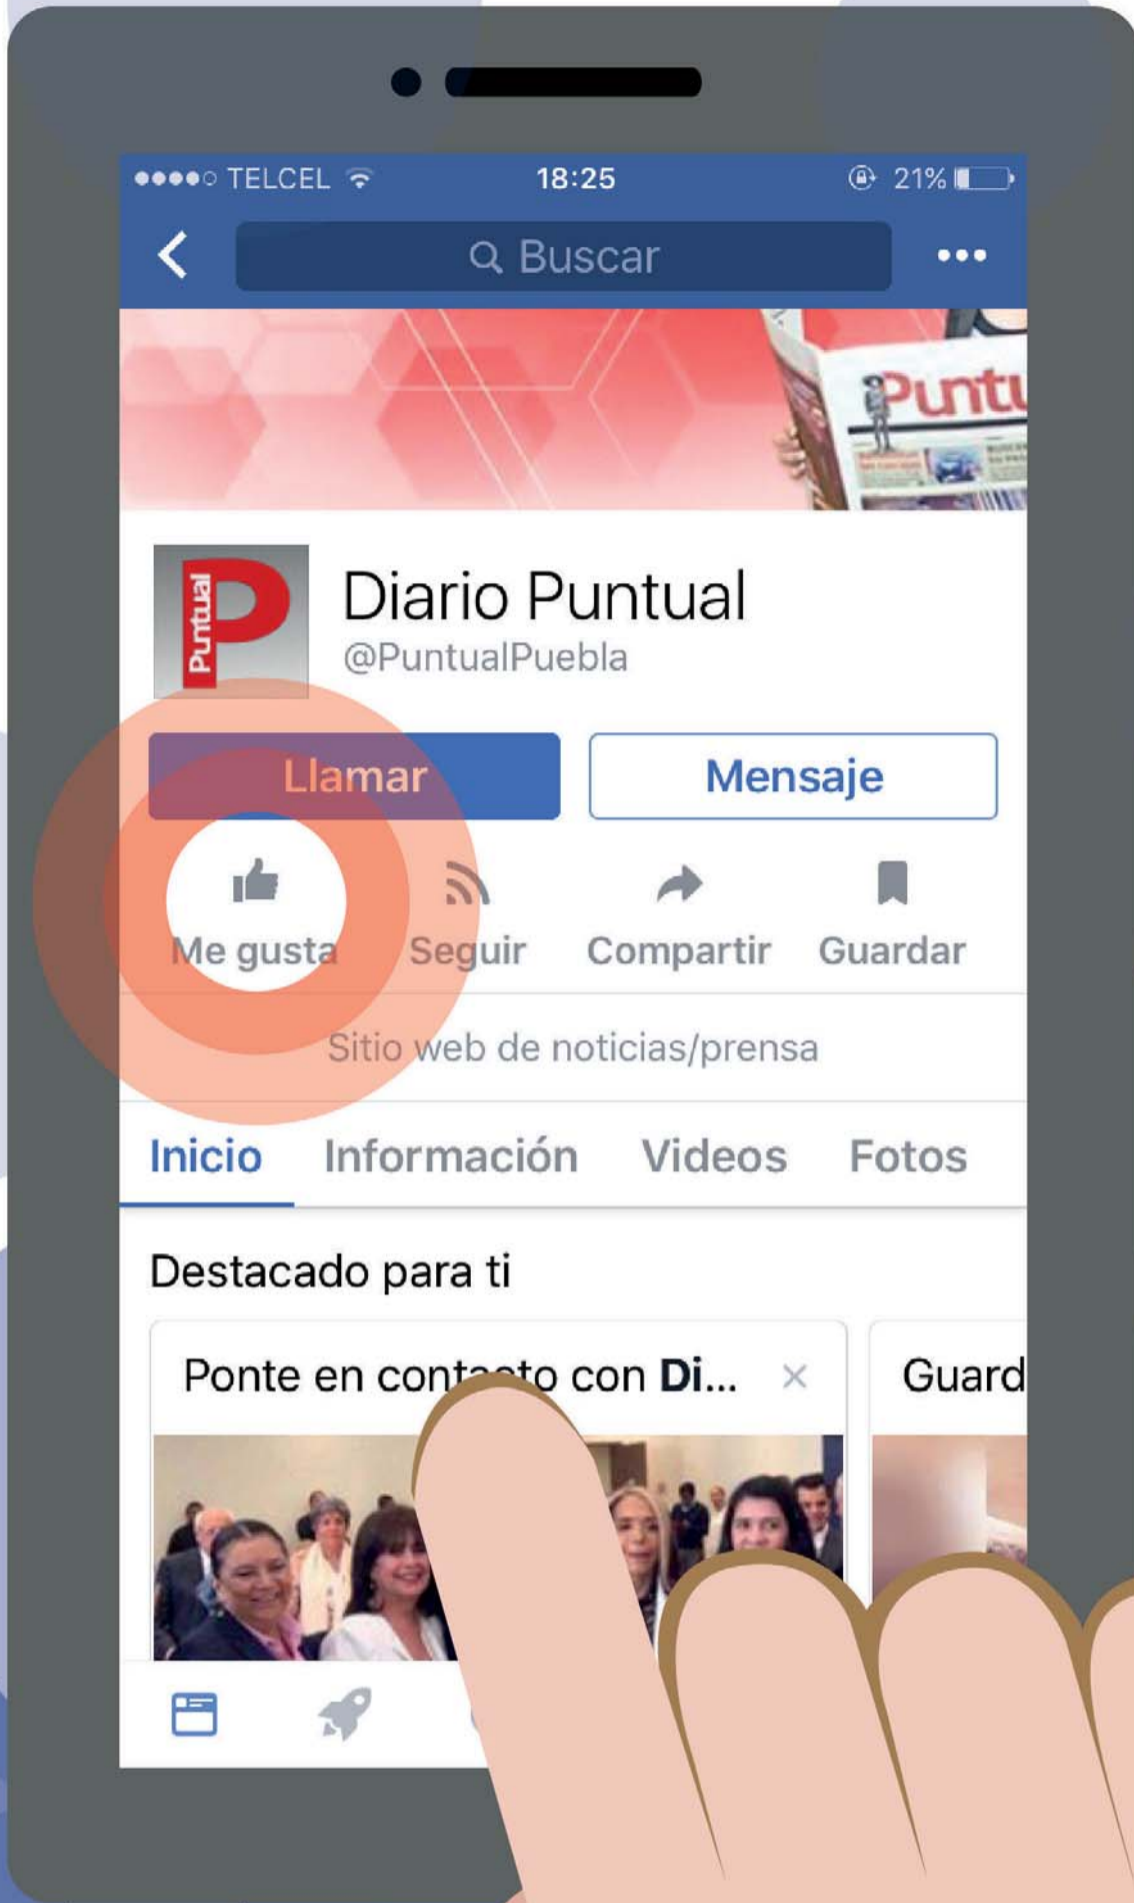 TELCEL 18:25 21%
Buscar
Puntu
Puntual
Diario Puntual
@PuntualPuebla
Llamar Mensaje
Me gusta Seguir Compartir Guardar
Sitio web de noticias/prensa
Inicio Información Videos Fotos
Destacado para ti
Ponte en contacto con Di... × Guard